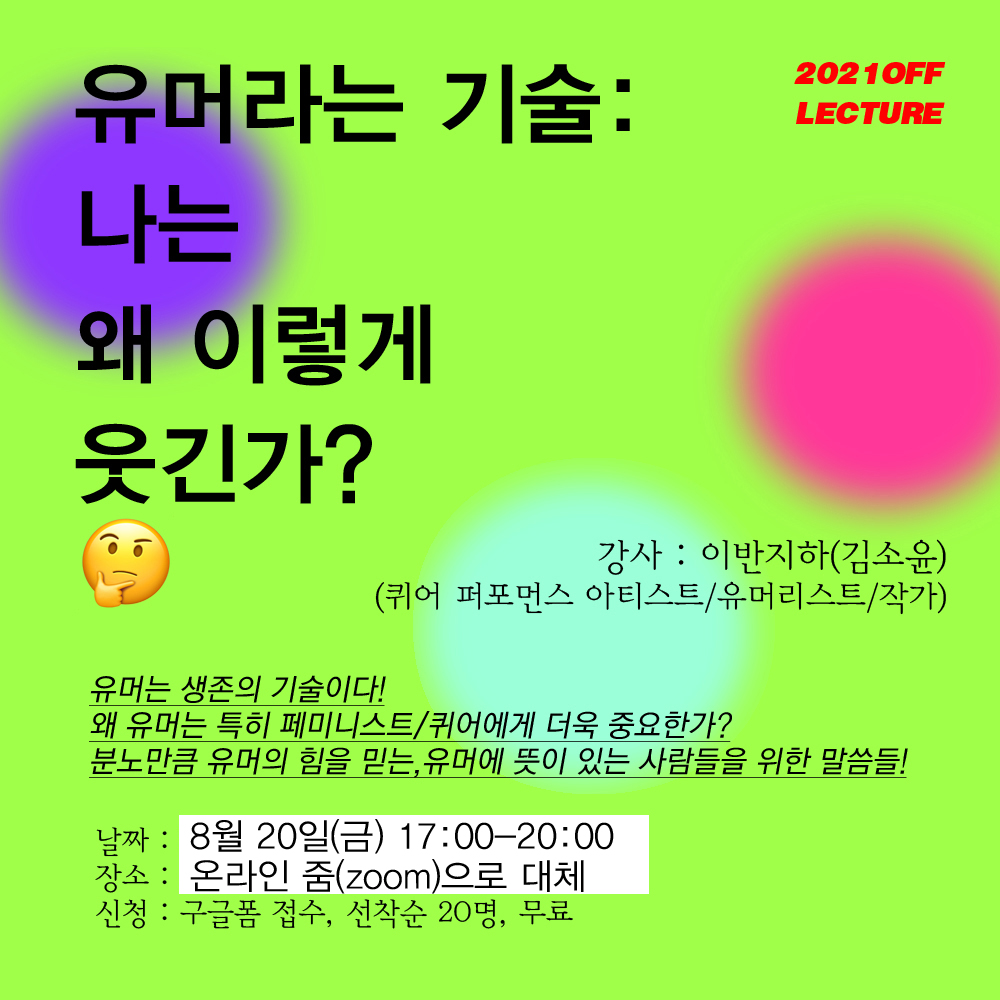 유머라는 기술:
나는
왜 이렇게
웃긴가?
2021OFF
LECTURE
강사 : 이반지하(김소윤)
(퀴어 퍼포먼스 아티스트/유머리스트/작가)
유머는 생존의 기술이다!
왜 유머는 특히 페미니스트/퀴어에게 더욱 중요한가?
분노만큼 유머의 힘을 믿는,유머에 뜻이 있는 사람들을 위한 말씀들!
날짜 : 8월 20일(금) 17:00-20:00
장소 : 온라인 줌(zoom)으로 대체
신청 : 구글폼 접수, 선착순 20명, 무료